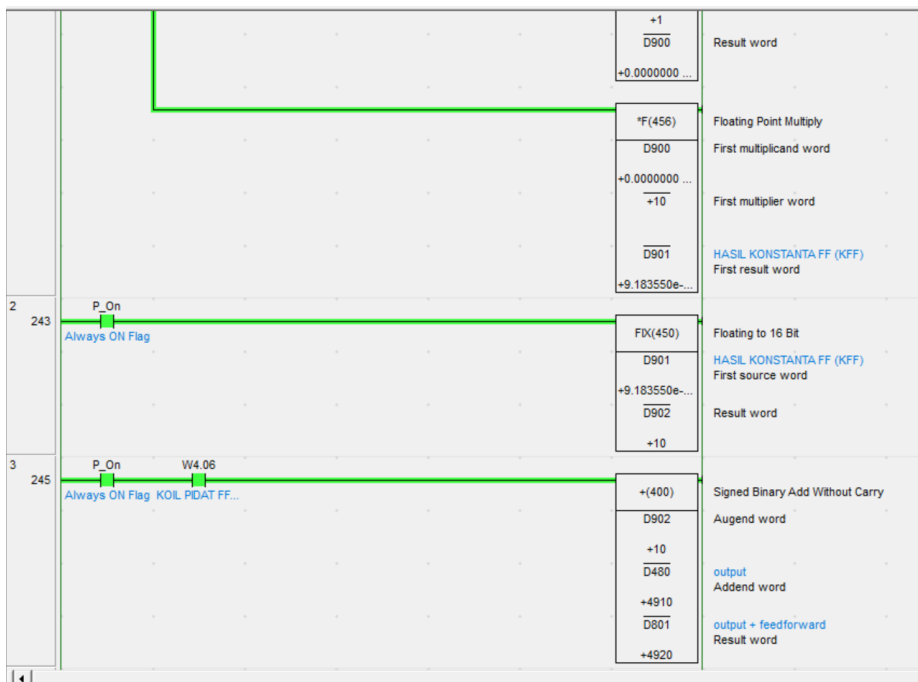 +1
D900 Result word
+0.0000000 ...
*F(456) Floating Point Multiply
D900 First multiplicand word
+0.0000000 ...
+10 First multiplier word
D901 HASIL KONSTANTA FF (KFF)
First result word
+9.183550e-...
2 P_On
243
Always ON Flag
FIX(450) Floating to 16 Bit
D901 HASIL KONSTANTA FF (KFF)
First source word
+9.183550e-...
D902 Result word
+10
3 P_On W4.06
245
Always ON Flag KOIL PIDAT FF...
+(400) Signed Binary Add Without Carry
D902 Augend word
+10
D480 output
Addend word
+4910
D801 output + feedforward
Result word
+4920